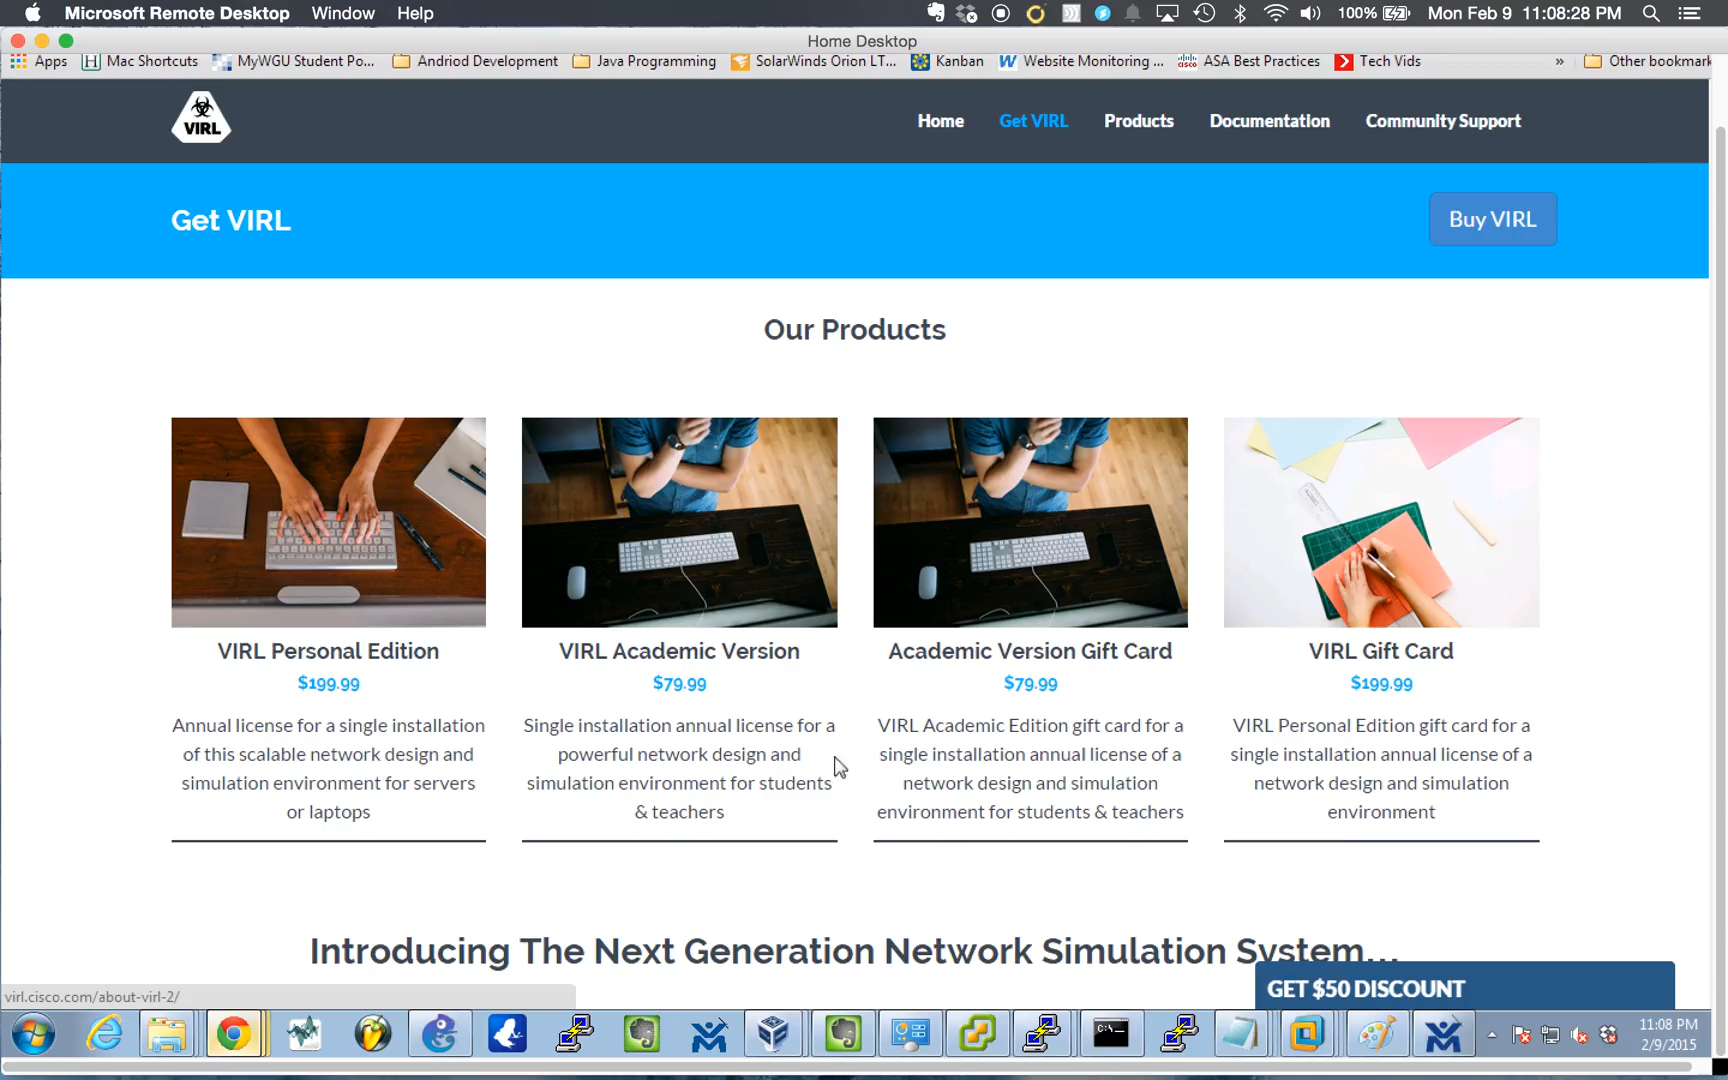 Microsoft Remote Desktop Window Help 100% Mon Feb 9 11:08:28 PM
Home Desktop
Apps Mac Shortcuts MyWGU Student Po... Andriod Development Java Programming SolarWinds Orion LT... Kanban Website Monitoring ... ASA Best Practices Tech Vids » Other bookmark
VIRL Home Get VIRL Products Documentation Community Support
Get VIRL Buy VIRL
Our Products
VIRL Personal Edition
$199.99
Annual license for a single installation
of this scalable network design and
simulation environment for servers
or laptops
VIRL Academic Version
$79.99
Single installation annual license for a
powerful network design and
simulation environment for students
& teachers
Academic Version Gift Card
$79.99
VIRL Academic Edition gift card for a
single installation annual license of a
network design and simulation
environment for students & teachers
VIRL Gift Card
$199.99
VIRL Personal Edition gift card for a
single installation annual license of a
network design and simulation
environment
Introducing The Next Generation Network Simulation System...
GET $50 DISCOUNT
virl.cisco.com/about-virl-2/
11:08 PM
2/9/2015